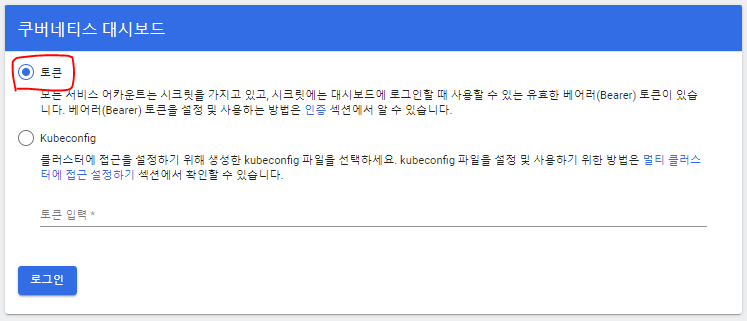 쿠버네티스 대시보드
토큰
모든 서비스 어카운트는 시크릿을 가지고 있고, 시크릿에는 대시보드에 로그인할 때 사용할 수 있는 유효한 베어러(Bearer) 토큰이 있습니
다. 베어러(Bearer) 토큰을 설정 및 사용하는 방법은 인증 섹션에서 알 수 있습니다.
Kubeconfig
클러스터에 접근을 설정하기 위해 생성한 kubeconfig 파일을 선택하세요. kubeconfig 파일을 설정 및 사용하기 위한 방법은 멀티 클러스
터에 접근 설정하기 섹션에서 확인할 수 있습니다.
토큰 입력 *
로그인